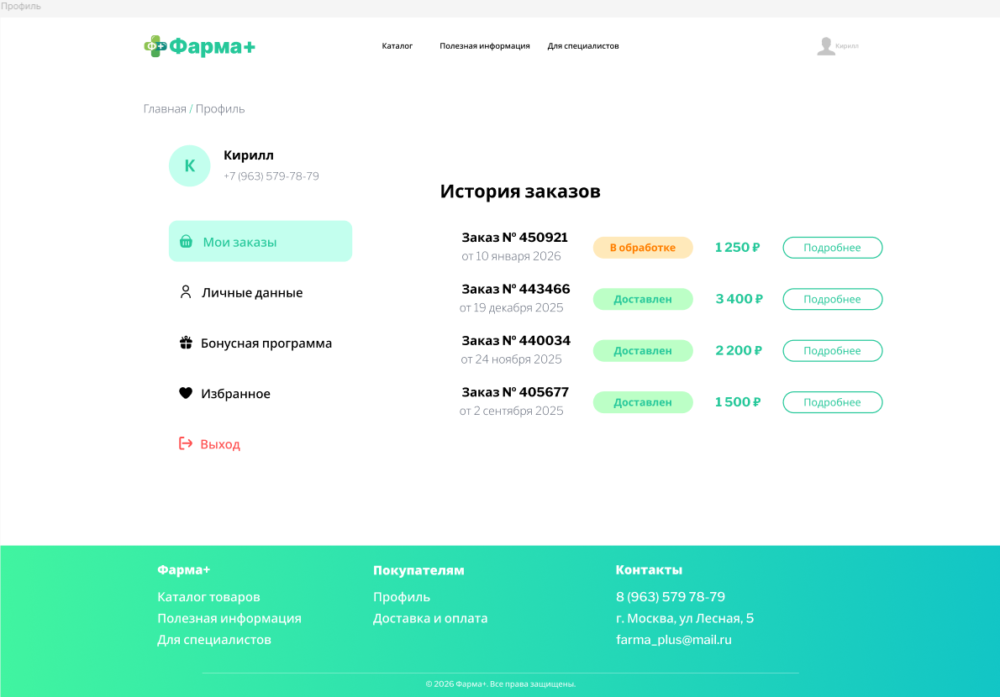 Профиль
Ф+
Фарма+
Каталог Полезная информация Для специалистов
Кирилл
Главная / Профиль
К
Кирилл
+7 (963) 579-78-79
Мои заказы
Личные данные
Бонусная программа
Избранное
Выход
История заказов
Заказ № 450921
от 10 января 2026
В обработке
1 250 ₽
Подробнее
Заказ № 443466
от 19 декабря 2025
Доставлен
3 400 ₽
Подробнее
Заказ № 440034
от 24 ноября 2025
Доставлен
2 200 ₽
Подробнее
Заказ № 405677
от 2 сентября 2025
Доставлен
1 500 ₽
Подробнее
Фарма+
Каталог товаров
Полезная информация
Для специалистов
Покупателям
Профиль
Доставка и оплата
Контакты
8 (963) 579 78-79
г. Москва, ул Лесная, 5
farma_plus@mail.ru
© 2026 Фарма+. Все права защищены.